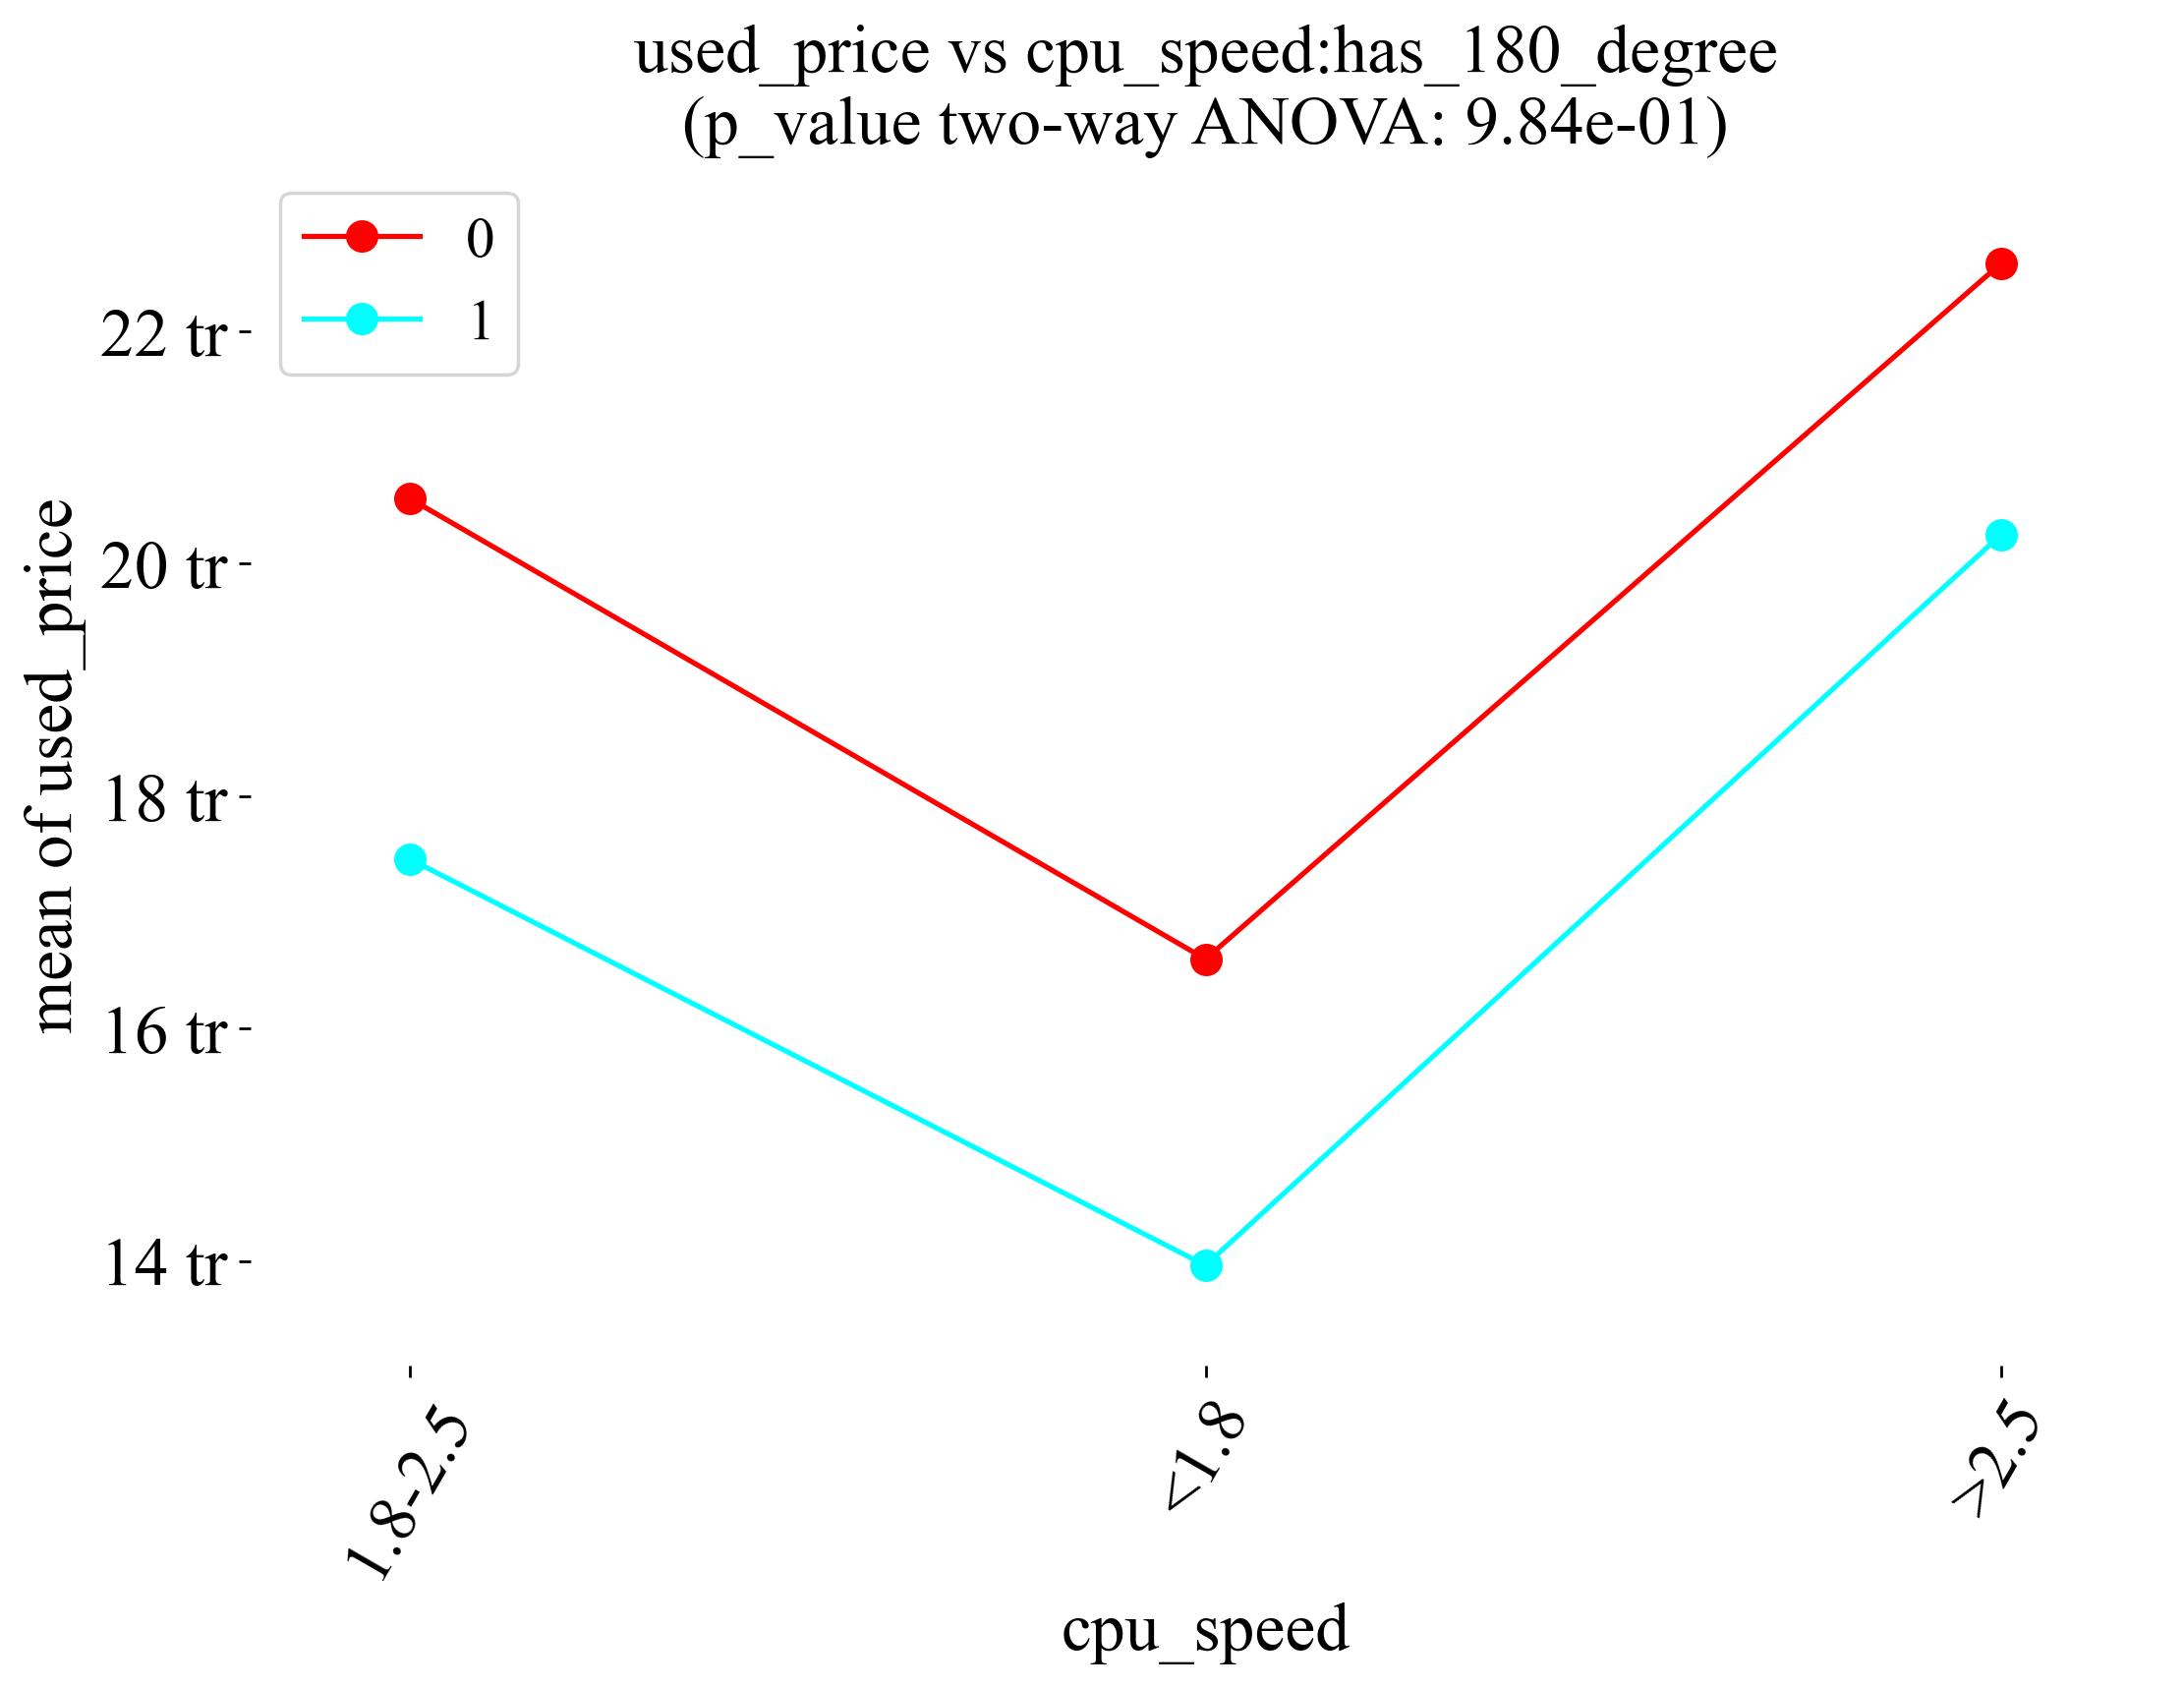 used_price vs cpu_speed:has_180_degree
(p_value two-way ANOVA: 9.84e-01)
0
1
22 tr
20 tr
18 tr
16 tr
14 tr
mean of used_price
1.8-2.5
<1.8
>2.5
cpu_speed